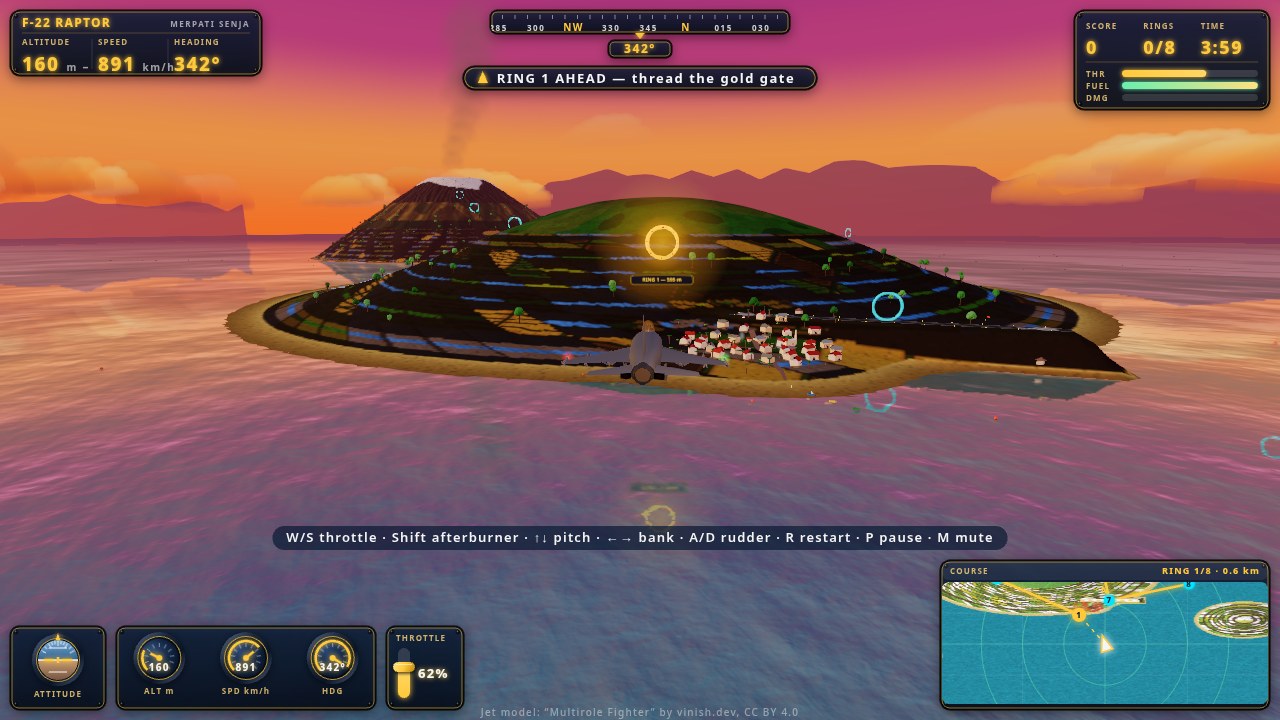 F-22 RAPTOR
MERPATI SENJA
ALTITUDE SPEED HEADING
160 m – 891 km/h 342°
285 300 NW 330 345 N 015 030
342°
RING 1 AHEAD — thread the gold gate
SCORE RINGS TIME
0 0/8 3:59
THR
FUEL
DMG
W/S throttle · Shift afterburner · ↑↓ pitch · ←→ bank · A/D rudder · R restart · P pause · M mute
COURSE RING 1/8 · 0.6 km
1
7
8
ATTITUDE
160
ALT m
891
SPD km/h
342°
HDG
THROTTLE
62%
Jet model: "Multirole Fighter" by vinish.dev, CC BY 4.0